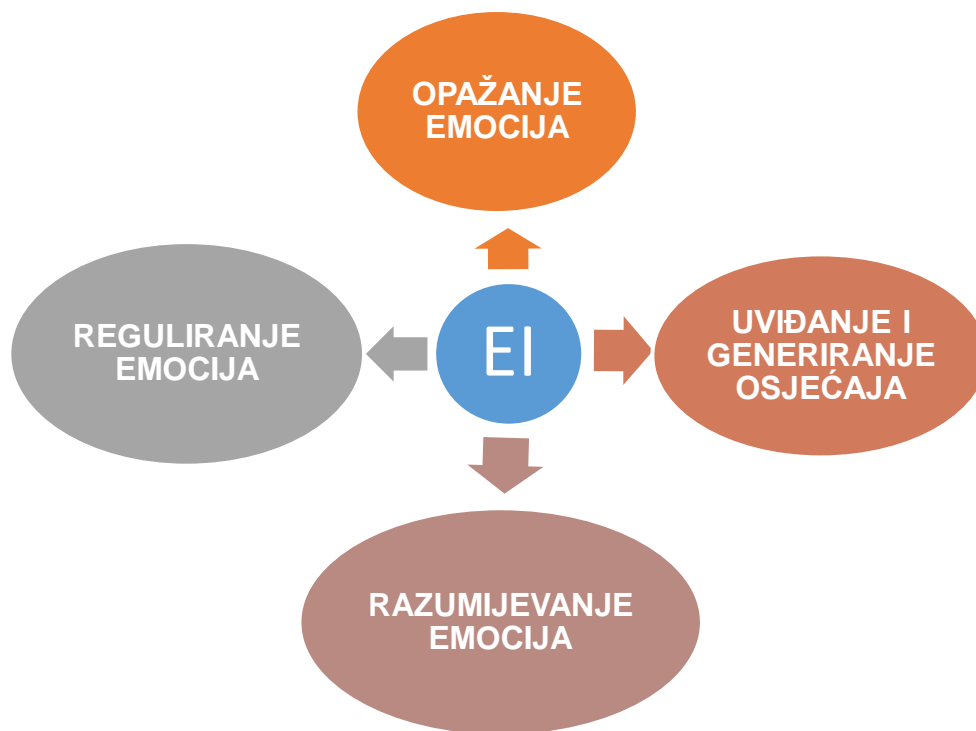 OPAŽANJE
EMOCIJA
REGULIRANJE
EMOCIJA
EI
UVIĐANJE I
GENERIRANJE
OSJEĆAJA
RAZUMIJEVANJE
EMOCIJA